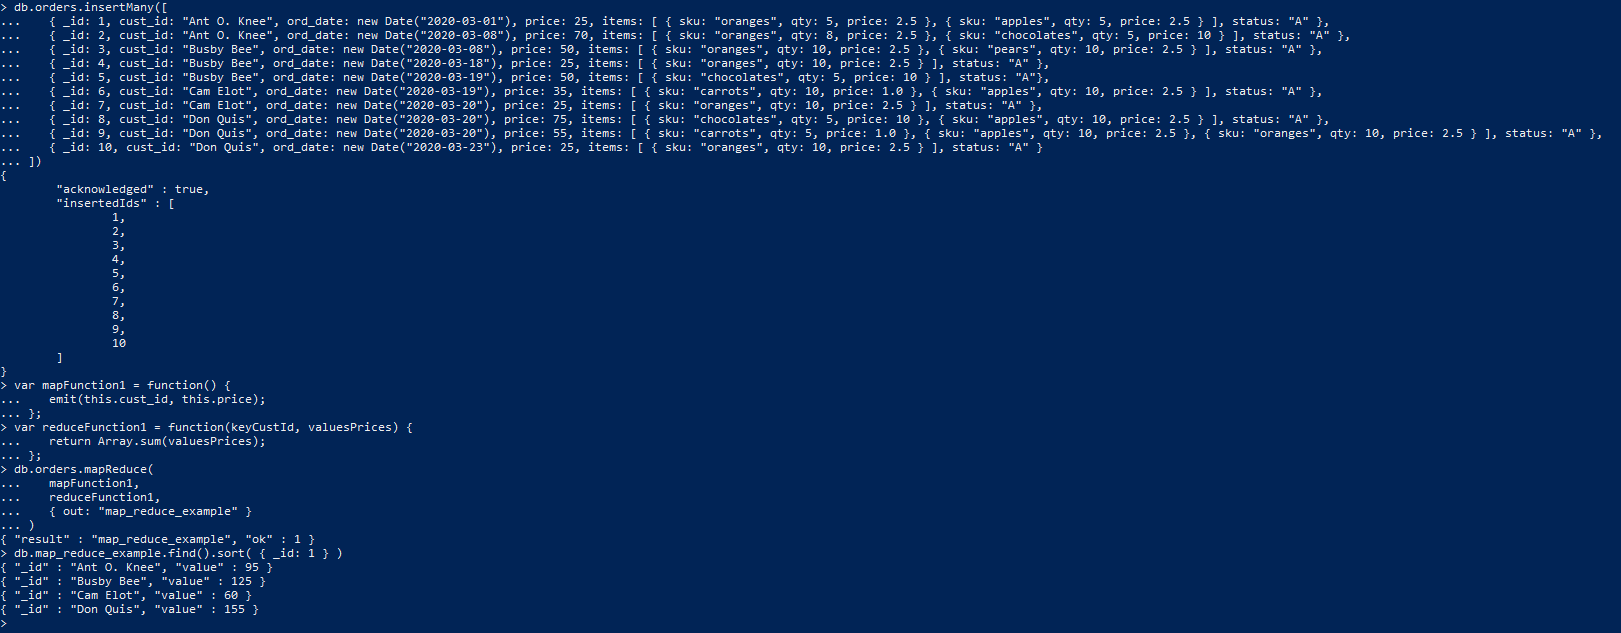 > db.orders.insertMany([
...    { _id: 1, cust_id: "Ant O. Knee", ord_date: new Date("2020-03-01"), price: 25, items: [ { sku: "oranges", qty: 5, price: 2.5 }, { sku: "apples", qty: 5, price: 2.5 } ], status: "A" },
...    { _id: 2, cust_id: "Ant O. Knee", ord_date: new Date("2020-03-08"), price: 70, items: [ { sku: "oranges", qty: 8, price: 2.5 }, { sku: "chocolates", qty: 5, price: 10 } ], status: "A" },
...    { _id: 3, cust_id: "Busby Bee", ord_date: new Date("2020-03-08"), price: 50, items: [ { sku: "oranges", qty: 10, price: 2.5 }, { sku: "pears", qty: 10, price: 2.5 } ], status: "A" },
...    { _id: 4, cust_id: "Busby Bee", ord_date: new Date("2020-03-18"), price: 25, items: [ { sku: "oranges", qty: 10, price: 2.5 } ], status: "A" },
...    { _id: 5, cust_id: "Busby Bee", ord_date: new Date("2020-03-19"), price: 50, items: [ { sku: "chocolates", qty: 5, price: 10 } ], status: "A"},
...    { _id: 6, cust_id: "Cam Elot", ord_date: new Date("2020-03-19"), price: 35, items: [ { sku: "carrots", qty: 10, price: 1.0 }, { sku: "apples", qty: 10, price: 2.5 } ], status: "A" },
...    { _id: 7, cust_id: "Cam Elot", ord_date: new Date("2020-03-20"), price: 25, items: [ { sku: "oranges", qty: 10, price: 2.5 } ], status: "A" },
...    { _id: 8, cust_id: "Don Quis", ord_date: new Date("2020-03-20"), price: 75, items: [ { sku: "chocolates", qty: 5, price: 10 }, { sku: "apples", qty: 10, price: 2.5 } ], status: "A" },
...    { _id: 9, cust_id: "Don Quis", ord_date: new Date("2020-03-20"), price: 55, items: [ { sku: "carrots", qty: 5, price: 1.0 }, { sku: "apples", qty: 10, price: 2.5 }, { sku: "oranges", qty: 10, price: 2.5 } ], status: "A" },
...    { _id: 10, cust_id: "Don Quis", ord_date: new Date("2020-03-23"), price: 25, items: [ { sku: "oranges", qty: 10, price: 2.5 } ], status: "A" }
... ])
{
        "acknowledged" : true,
        "insertedIds" : [
                1,
                2,
                3,
                4,
                5,
                6,
                7,
                8,
                9,
                10
        ]
}
> var mapFunction1 = function() {
...    emit(this.cust_id, this.price);
... };
> var reduceFunction1 = function(keyCustId, valuesPrices) {
...    return Array.sum(valuesPrices);
... };
> db.orders.mapReduce(
...    mapFunction1,
...    reduceFunction1,
...    { out: "map_reduce_example" }
... )
{ "result" : "map_reduce_example", "ok" : 1 }
> db.map_reduce_example.find().sort( { _id: 1 } )
{ "_id" : "Ant O. Knee", "value" : 95 }
{ "_id" : "Busby Bee", "value" : 125 }
{ "_id" : "Cam Elot", "value" : 60 }
{ "_id" : "Don Quis", "value" : 155 }
>